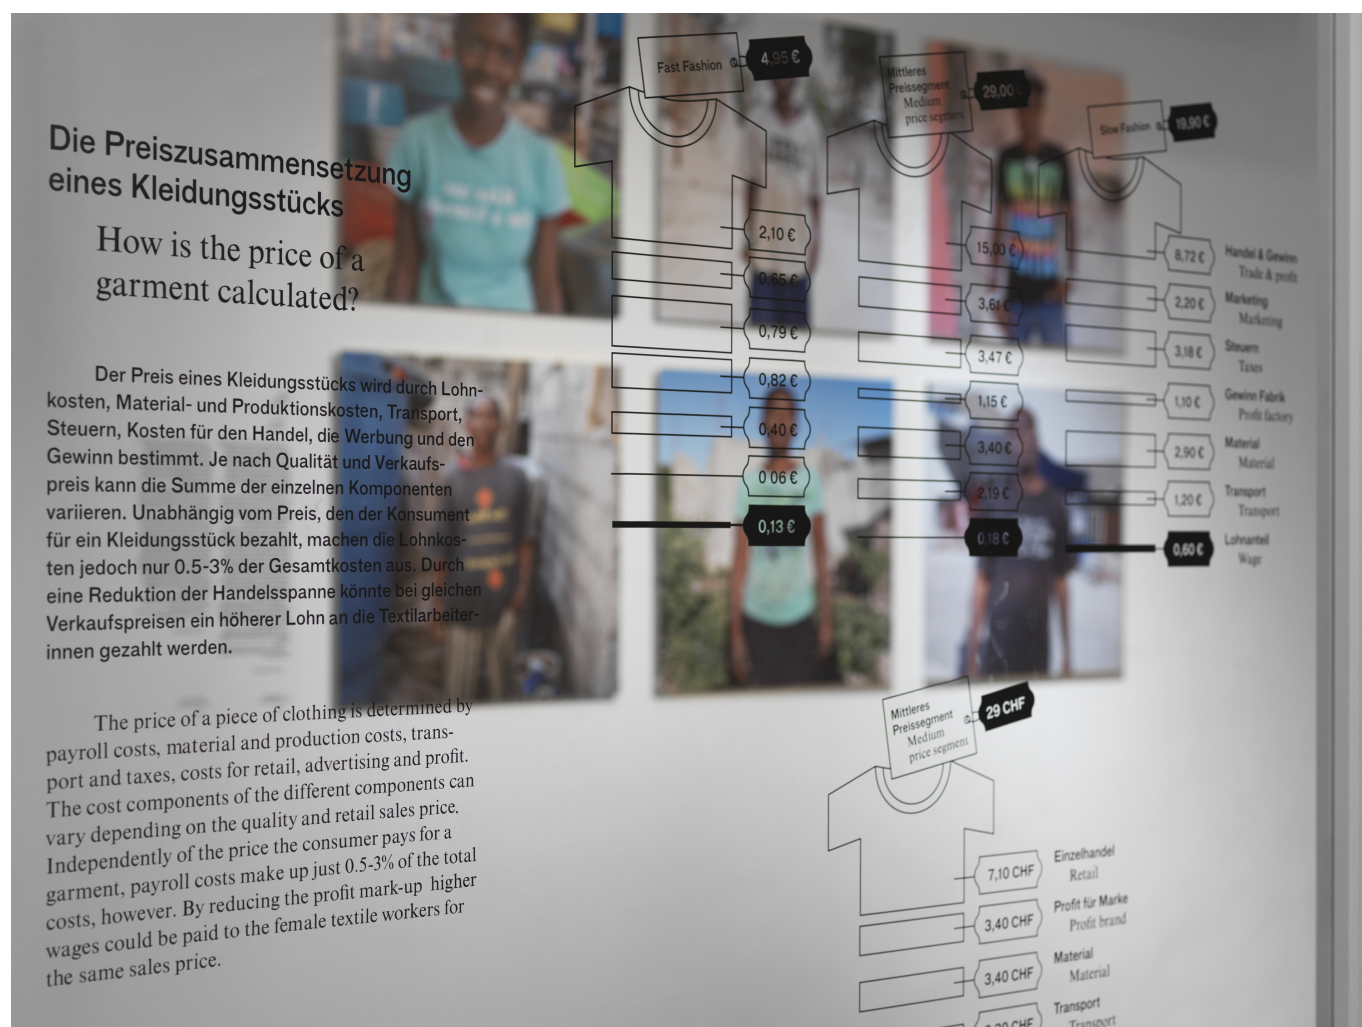 Die Preiszusammensetzung
eines Kleidungsstücks
How is the price of a
garment calculated?
Der Preis eines Kleidungsstücks wird durch Lohn-
kosten, Material- und Produktionskosten, Transport,
Steuern, Kosten für den Handel, die Werbung und den
Gewinn bestimmt. Je nach Qualität und Verkaufs-
preis kann die Summe der einzelnen Komponenten
variieren. Unabhängig vom Preis, den der Konsument
für ein Kleidungsstück bezahlt, machen die Lohnkos-
ten jedoch nur 0.5-3% der Gesamtkosten aus. Durch
eine Reduktion der Handelsspanne könnte bei gleichen
Verkaufspreisen ein höherer Lohn an die Textilarbeiter-
innen gezahlt werden.
The price of a piece of clothing is determined by
payroll costs, material and production costs, trans-
port and taxes, costs for retail, advertising and profit.
The cost components of the different components can
vary depending on the quality and retail sales price.
Independently of the price the consumer pays for a
garment, payroll costs make up just 0.5-3% of the total
costs, however. By reducing the profit mark-up higher
wages could be paid to the female textile workers for
the same sales price.
Fast Fashion
4,95 €
2,10 €
0,65 €
0,79 €
0,82 €
0,40 €
0 06 €
0,13 €
Mittleres
Preissegment
Medium
price segment
29,00
15,00 €
3,61 €
3,47 €
1,15 €
3,40 €
2,19 €
0,18 €
Slow Fashion
19,90 €
8,72 €
Handel & Gewinn
Trade & profit
2,20 €
Marketing
Marketing
3,18 €
Steuern
Taxes
1,10 €
Gewinn Fabrik
Profit factory
2,90 €
Material
Material
1,20 €
Transport
Transport
0,60 €
Lohnanteil
Wage
Mittleres
Preissegment
Medium
price segment
29 CHF
7,10 CHF
Einzelhandel
Retail
3,40 CHF
Profit für Marke
Profit brand
3,40 CHF
Material
Material
CHF
Transport
Transport